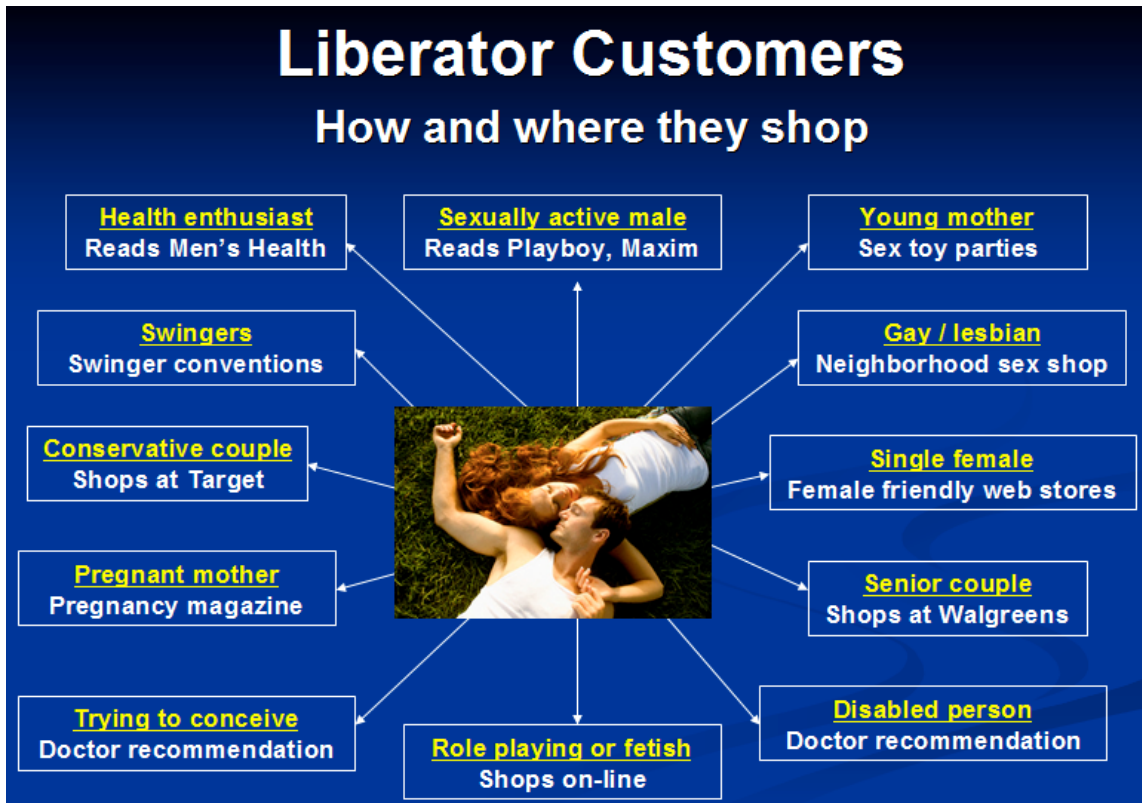 Liberator Customers
How and where they shop
Health enthusiast
Reads Men's Health
Sexually active male
Reads Playboy, Maxim
Young mother
Sex toy parties
Swingers
Swinger conventions
Gay / lesbian
Neighborhood sex shop
Conservative couple
Shops at Target
Single female
Female friendly web stores
Pregnant mother
Pregnancy magazine
Senior couple
Shops at Walgreens
Trying to conceive
Doctor recommendation
Role playing or fetish
Shops on-line
Disabled person
Doctor recommendation